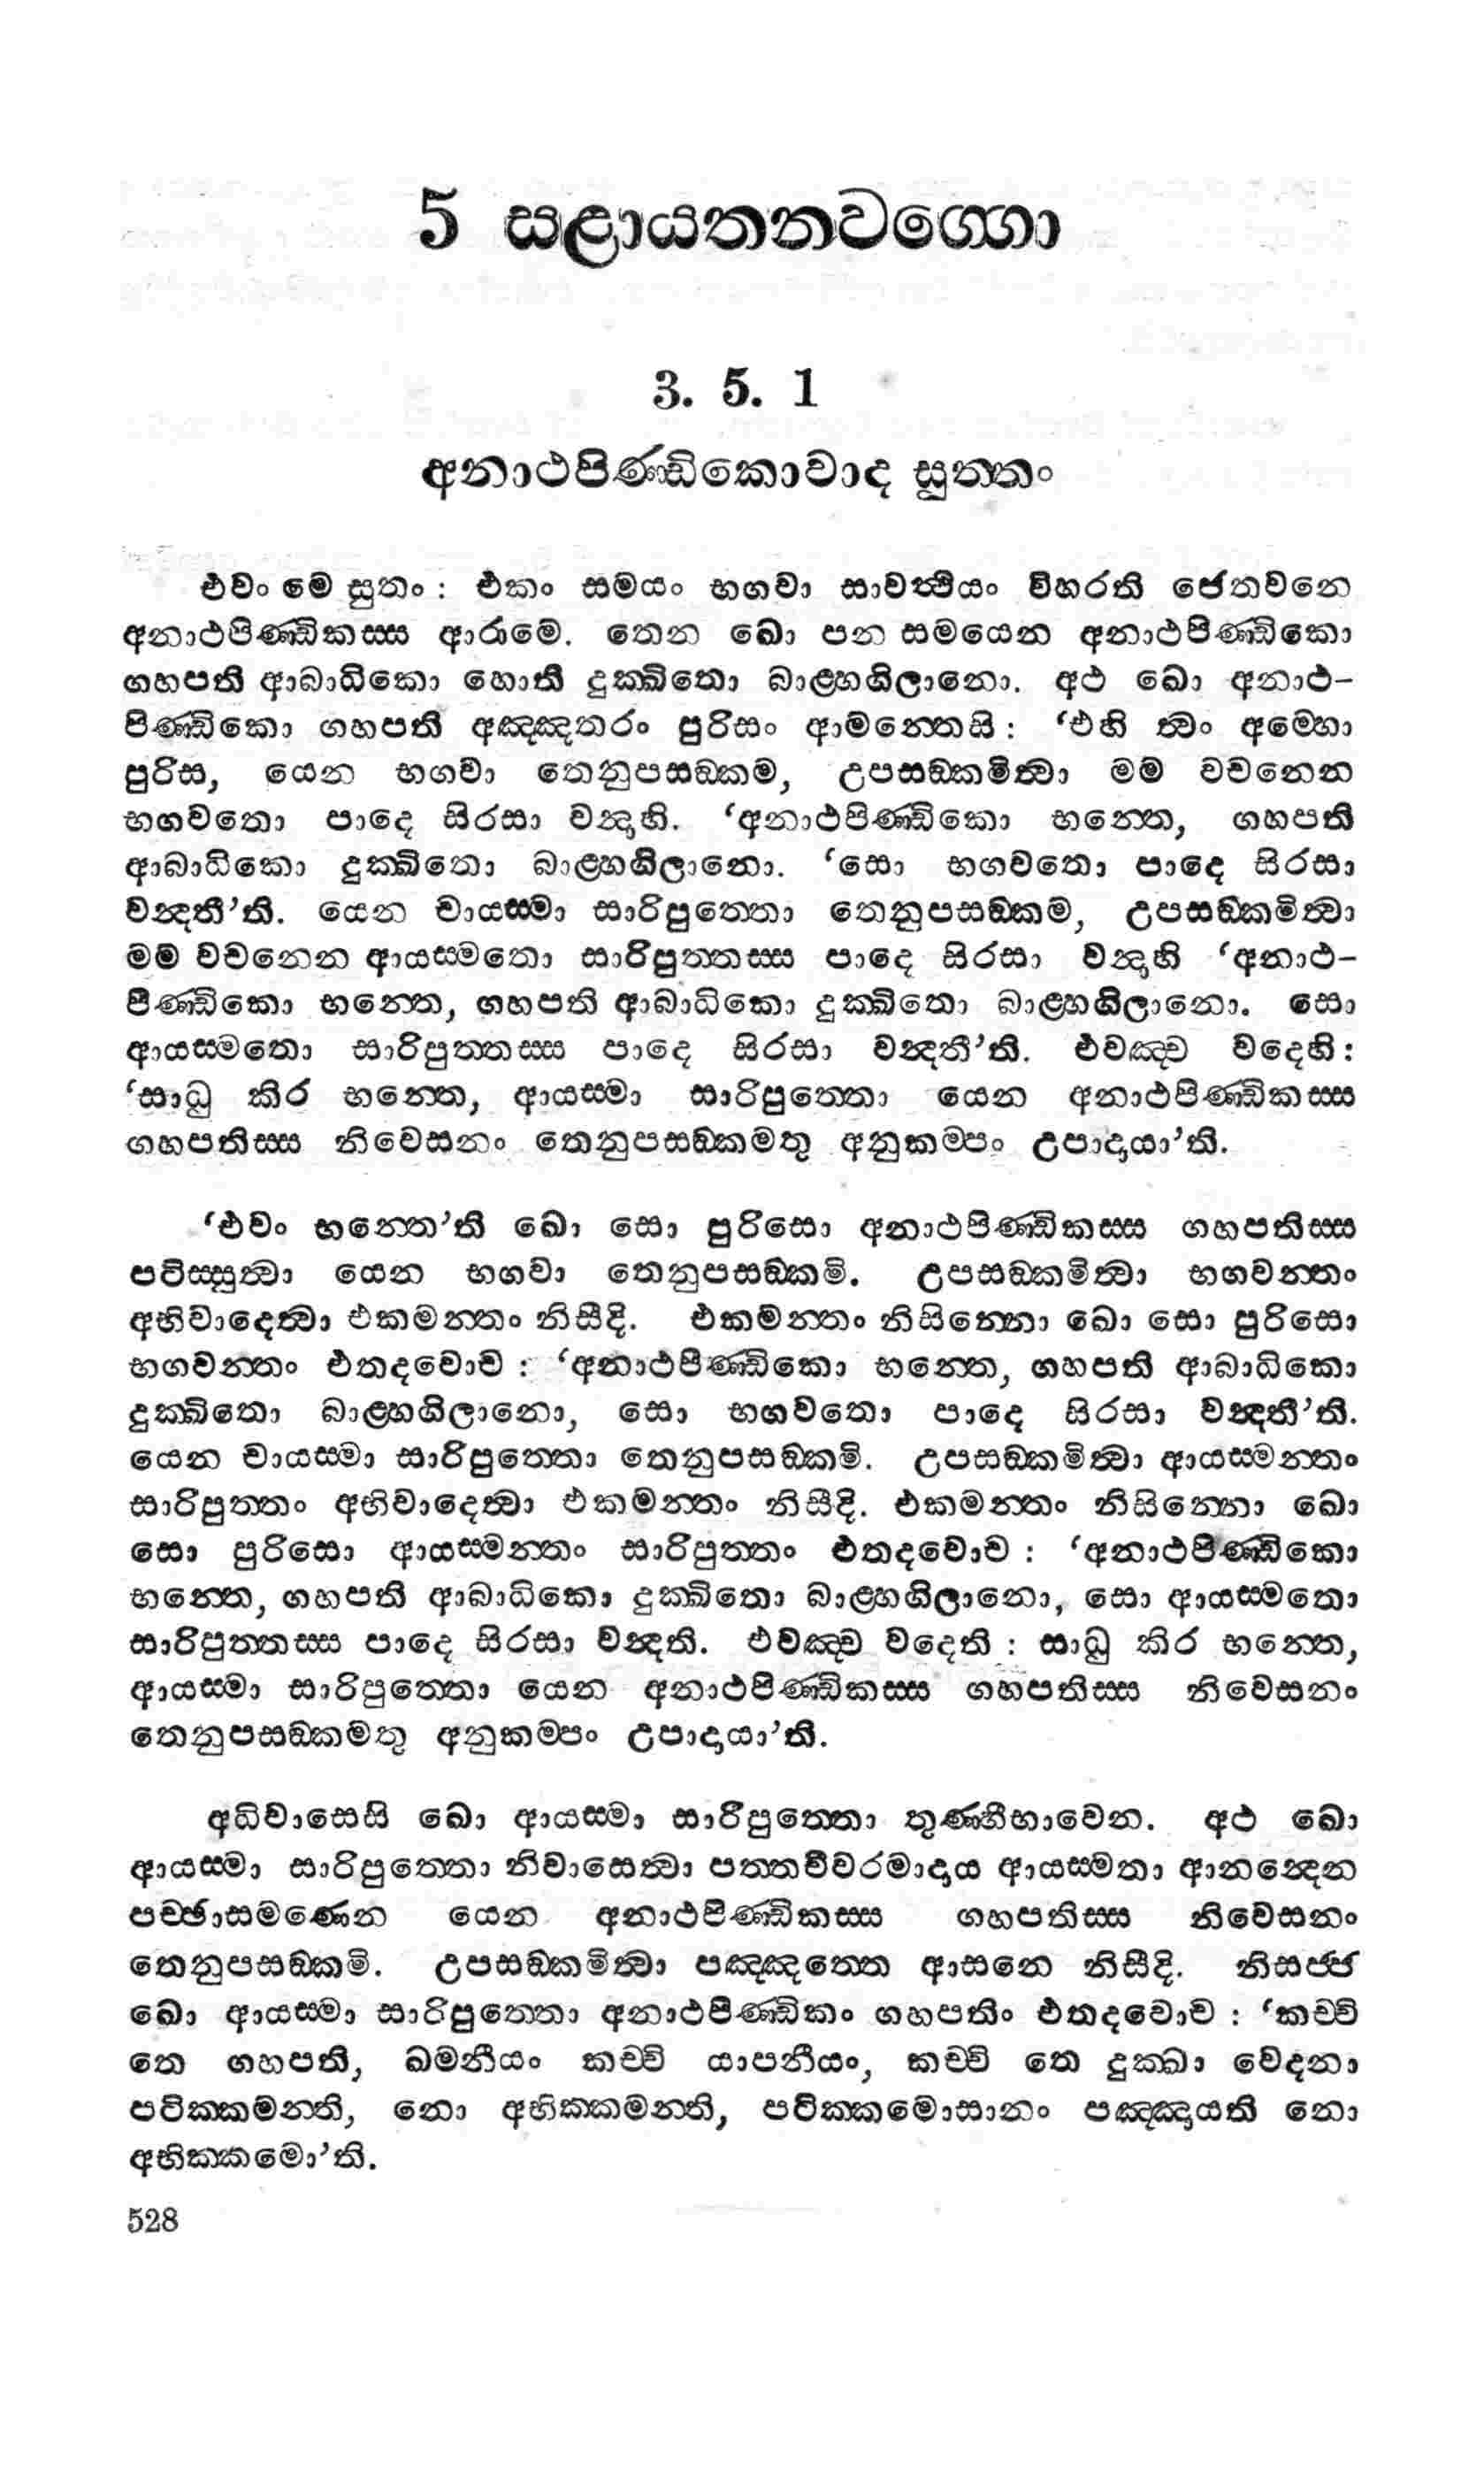 5 සළායතනවග්ගො
3. 5. 1
අනාථපිණ්ඩිකොවාද සුත්තං
එවං මෙ සුතං : එකං සමයං භගවා සාවත්ථියං විහරති ජෙතවනෙ
අනාථපිණ්ඩිකස්ස ආරාමෙ. තෙන ඛො පන සමයෙන අනාථපිණ්ඩිකො
ගහපති ආබාධිකො හොති දුක්ඛිතො බාළ්හගිලානො. අථ ඛො අනාථ-
පිණ්ඩිකො ගහපති අඤ්ඤතරං පුරිසං ආමන්තෙසි : ‘එහි ත්වං අම්හො
පුරිස, යෙන භගවා තෙනුපසඞ්කම, උපසඞ්කමිත්වා මම වචනෙන
භගවතො පාදෙ සිරසා වන්දාහි. ‘අනාථපිණ්ඩිකො භන්තෙ, ගහපති
ආබාධිකො දුක්ඛිතො බාළ්හගිලානො. ‘සො භගවතො පාදෙ සිරසා
වන්දතී’ති. යෙන චායස්මා සාරිපුත්තො තෙනුපසඞ්කම, උපසඞ්කමිත්වා
මම වචනෙන ආයස්මතො සාරිපුත්තස්ස පාදෙ සිරසා වන්දාහි ‘අනාථ-
පිණ්ඩිකො භන්තෙ, ගහපති ආබාධිකො දුක්ඛිතො බාළ්හගිලානො. සො
ආයස්මතො සාරිපුත්තස්ස පාදෙ සිරසා වන්දතී’ති. එවඤ්ච වදෙහි :
‘සාධු කිර භන්තෙ, ආයස්මා සාරිපුත්තො යෙන අනාථපිණ්ඩිකස්ස
ගහපතිස්ස නිවෙසනං තෙනුපසඞ්කමතු අනුකම්පං උපාදායා’ති.
‘එවං භන්තෙ’ති ඛො සො පුරිසො අනාථපිණ්ඩිකස්ස ගහපතිස්ස
පටිස්සුත්වා යෙන භගවා තෙනුපසඞ්කමි. උපසඞ්කමිත්වා භගවන්තං
අභිවාදෙත්වා එකමන්තං නිසීදි. එකමන්තං නිසින්නො ඛො සො පුරිසො
භගවන්තං එතදවොච : ‘අනාථපිණ්ඩිකො භන්තෙ, ගහපති ආබාධිකො
දුක්ඛිතො බාළ්හගිලානො, සො භගවතො පාදෙ සිරසා වන්දතී’ති.
යෙන චායස්මා සාරිපුත්තො තෙනුපසඞ්කමි. උපසඞ්කමිත්වා ආයස්මන්තං
සාරිපුත්තං අභිවාදෙත්වා එකමන්තං නිසීදි. එකමන්තං නිසින්නො ඛො
සො පුරිසො ආයස්මන්තං සාරිපුත්තං එතදවොච : ‘අනාථපිණ්ඩිකො
භන්තෙ, ගහපති ආබාධිකො දුක්ඛිතො බාළ්හගිලානො, සො ආයස්මතො
සාරිපුත්තස්ස පාදෙ සිරසා වන්දති. එවඤ්ච වදෙති : සාධු කිර භන්තෙ,
ආයස්මා සාරිපුත්තො යෙන අනාථපිණ්ඩිකස්ස ගහපතිස්ස නිවෙසනං
තෙනුපසඞ්කමතු අනුකම්පං උපාදායා’ති.
අධිවාසෙසි ඛො ආයස්මා සාරිපුත්තො තුණ්හීභාවෙන. අථ ඛො
ආයස්මා සාරිපුත්තො නිවාසෙත්වා පත්තචීවරමාදාය ආයස්මතා ආනන්දෙන
පච්ඡාසමණෙන යෙන අනාථපිණ්ඩිකස්ස ගහපතිස්ස නිවෙසනං
තෙනුපසඞ්කමි. උපසඞ්කමිත්වා පඤ්ඤත්තෙ ආසනෙ නිසීදි. නිසජ්ජ
ඛො ආයස්මා සාරිපුත්තො අනාථපිණ්ඩිකං ගහපතිං එතදවොච : ‘කච්චි
තෙ ගහපති, ඛමනීයං කච්චි යාපනීයං, කච්චි තෙ දුක්ඛා වෙදනා
පටික්කමන්ති, නො අභික්කමන්ති, පටික්කමොසානං පඤ්ඤායති නො
අභික්කමො’ති.
528